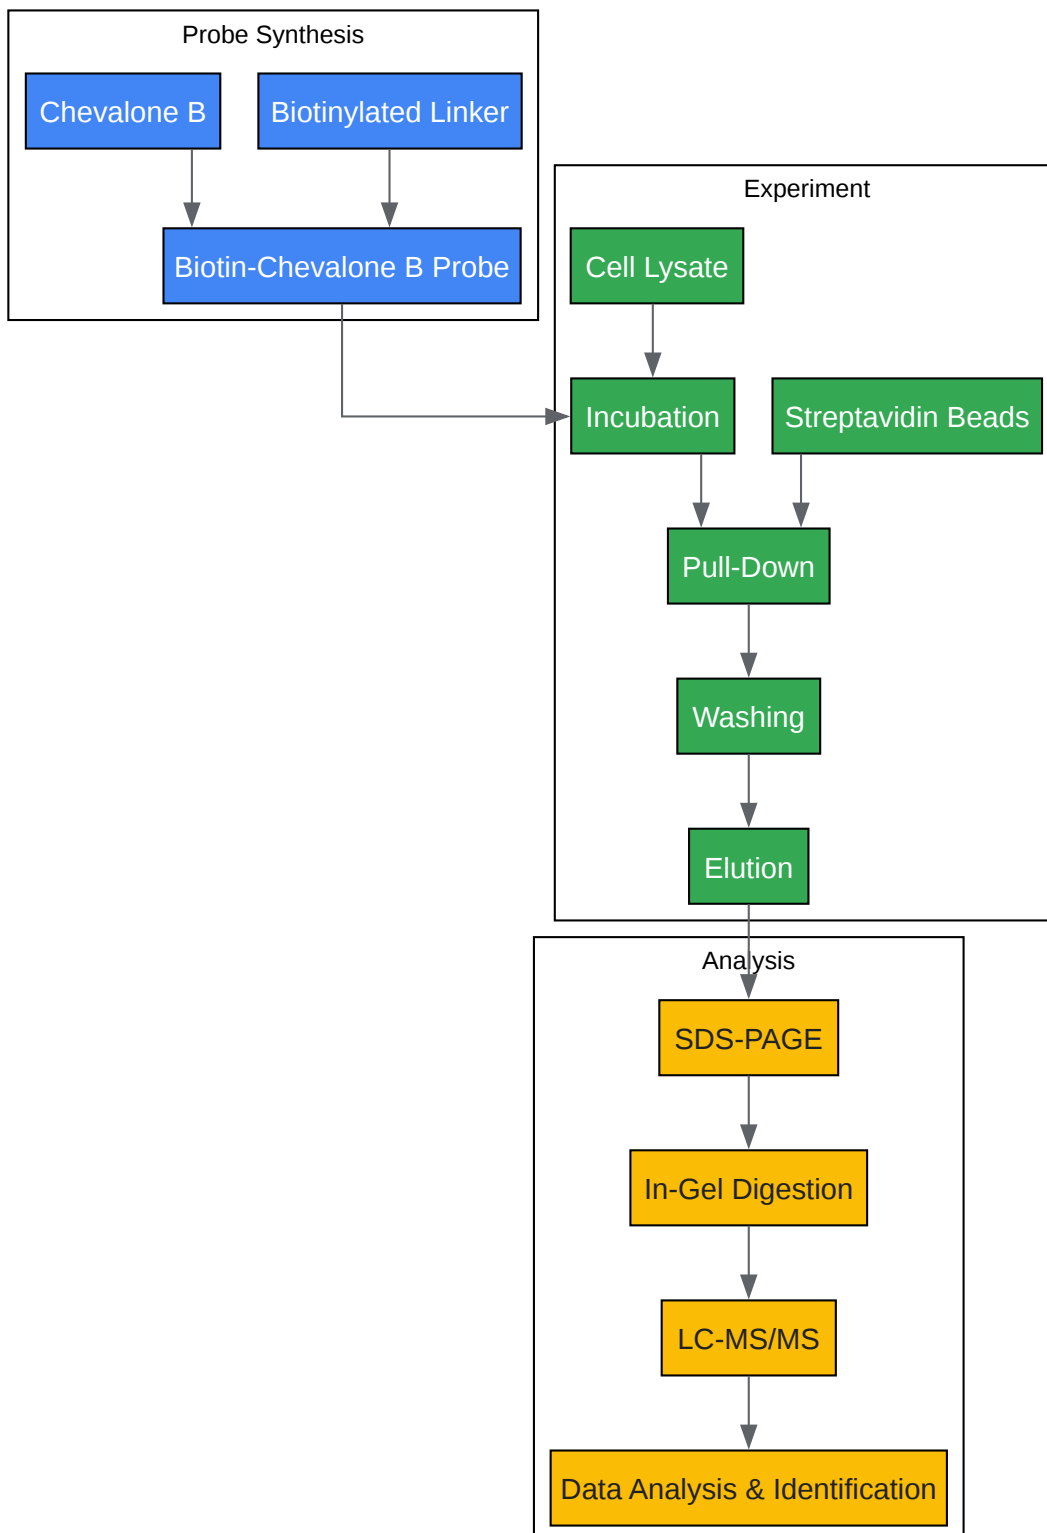 Probe Synthesis
Chevalone B
Biotinylated Linker
Biotin-Chevalone B Probe
Experiment
Cell Lysate
Incubation
Streptavidin Beads
Pull-Down
Washing
Elution
Analysis
SDS-PAGE
In-Gel Digestion
LC-MS/MS
Data Analysis & Identification